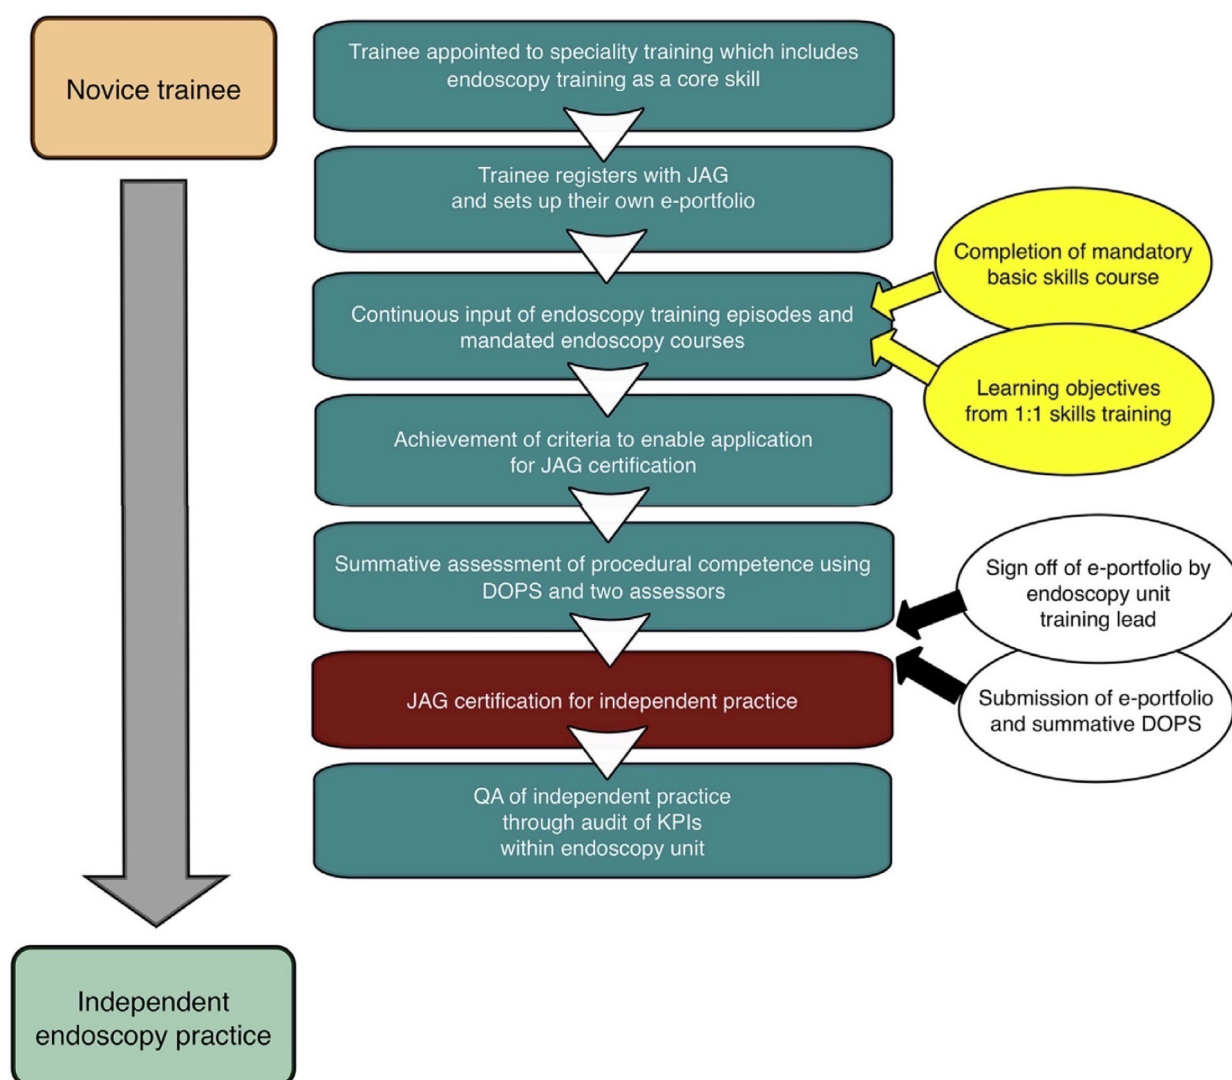 Novice trainee
Trainee appointed to speciality training which includes
endoscopy training as a core skill
Trainee registers with JAG
and sets up their own e-portfolio
Completion of mandatory
basic skills course
Continuous input of endoscopy training episodes and
mandated endoscopy courses
Learning objectives
from 1:1 skills training
Achievement of criteria to enable application
for JAG certification
Summative assessment of procedural competence using
DOPS and two assessors
Sign off of e-portfolio by
endoscopy unit
training lead
JAG certification for independent practice
Submission of e-portfolio
and summative DOPS
QA of independent practice
through audit of KPIs
within endoscopy unit
Independent
endoscopy practice